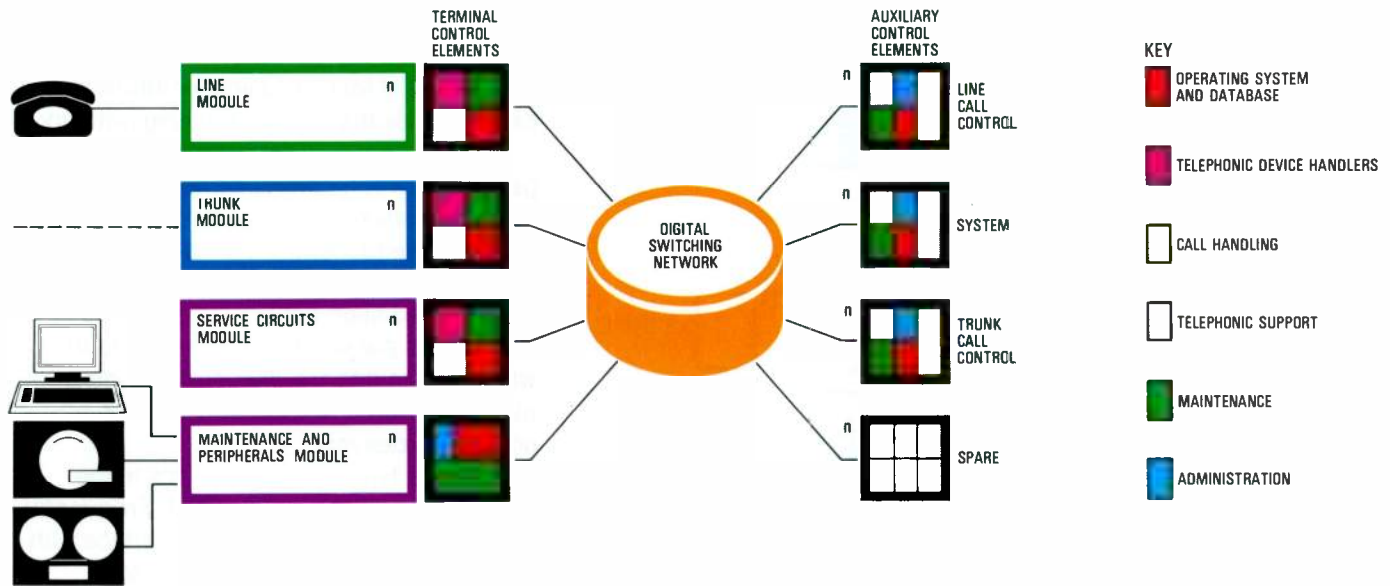 TERMINAL
CONTROL
ELEMENTS
AUXILIARY
CONTROL
ELEMENTS
KEY
LINE
MODULE
n
n
LINE
CALL
CONTROL
OPERATING SYSTEM
AND DATABASE
TELEPHONIC DEVICE HANDLERS
TRUNK
MODULE
n
DIGITAL
SWITCHING
NETWORK
n
SYSTEM
CALL HANDLING
SERVICE CIRCUITS
MODULE
n
n
TRUNK
CALL
CONTROL
TELEPHONIC SUPPORT
MAINTENANCE
MAINTENANCE AND
PERIPHERALS MODULE
n
n
SPARE
ADMINISTRATION